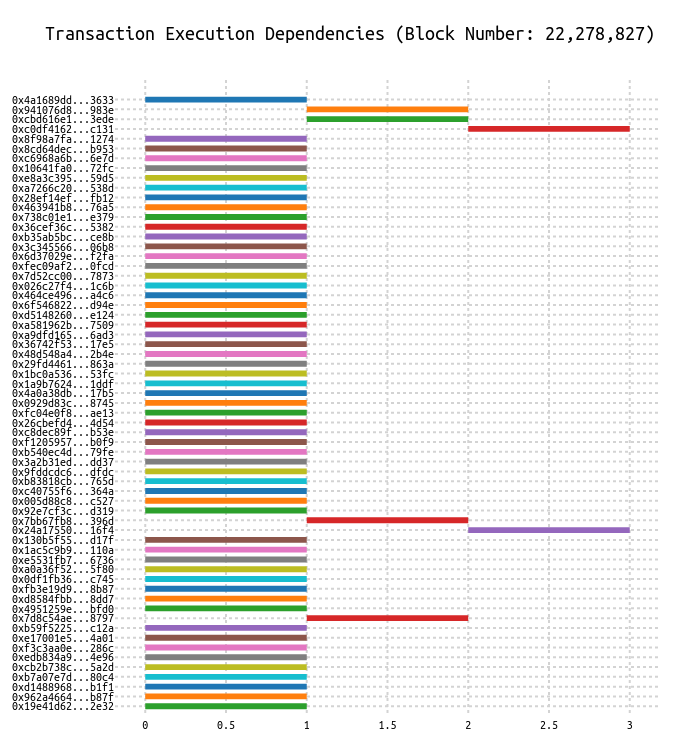 Transaction Execution Dependencies (Block Number: 22,278,827)
0x4a1689dd...3633
0x941076d8...983e
0xcbd616e1...3ede
0xc0df4162...c131
0x8f98a7fa...1274
0x8cd64dec...b953
0xc6968a6b...6e7d
0x10641fa0...72fc
0xe8a3c395...59d5
0xa7266c20...538d
0x28ef14ef...fb12
0x463941b8...76a5
0x738c01e1...e379
0x36cef36c...5382
0xb35ab5bc...ce8b
0x3c345566...06b8
0x6d37029e...f2fa
0xfec09af2...0fcd
0x7d52cc00...7873
0x026c27f4...1c6b
0x464ce496...a4c6
0x6f546822...d94e
0xd5148260...e124
0xa581962b...7509
0xa9dfd165...6ad3
0x36742f53...17e5
0x48d548a4...2b4e
0x29fd4461...863a
0x1bc0a536...53fc
0x1a9b7624...1ddf
0x4a0a38db...17b5
0x0929d83c...8745
0xfc04e0f8...ae13
0x26cbefd4...4d54
0xc8dec89f...b53e
0xf1205957...b0f9
0xb540ec4d...79fe
0x3a2b31ed...dd37
0x9fddcdc6...dfdc
0xb83818cb...765d
0xc40755f6...364a
0x005d88c8...c527
0x92e7cf3c...d319
0x7bb67fb8...396d
0x24a17550...16f4
0x130b5f55...d17f
0x1ac5c9b9...110a
0xe5531fb7...6736
0xa0a36f52...5f80
0x0df1fb36...c745
0xfb3e19d9...8b87
0xd8584fbb...8dd7
0x4951259e...bfd0
0x7d8c54ae...8797
0xb59f5225...c12a
0xe17001e5...4a01
0xf3c3aa0e...286c
0xedb834a9...4e96
0xcb2b738c...5a2d
0xb7a07e7d...80c4
0xd1488968...b1f1
0x962a4664...b87f
0x19e41d62...2e32
0 0.5 1 1.5 2 2.5 3